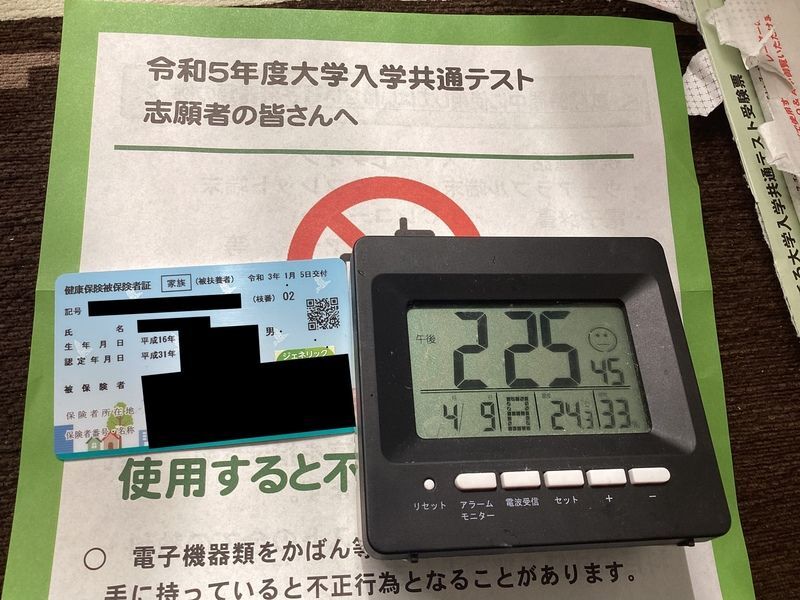 令和5年度大学入学共通テスト
志願者の皆さんへ
健康保険被保険者証 家族 (被扶養者) 令和 3年 1月 5日交付
記号 (枝番) 02
氏 名 男
生年月日 平成16年
認定年月日 平成31年
ジェネリック
被保険者
保険者所在地
保険者番号・名称
午後 2 25 45
4/9 日 24.3 33
リセット アラームモニター 電波受信 セット + −
使用すると不
○ 電子機器類をかばん等
手に持っていると不正行為となることがあります。
る大学入学共通テスト受験票